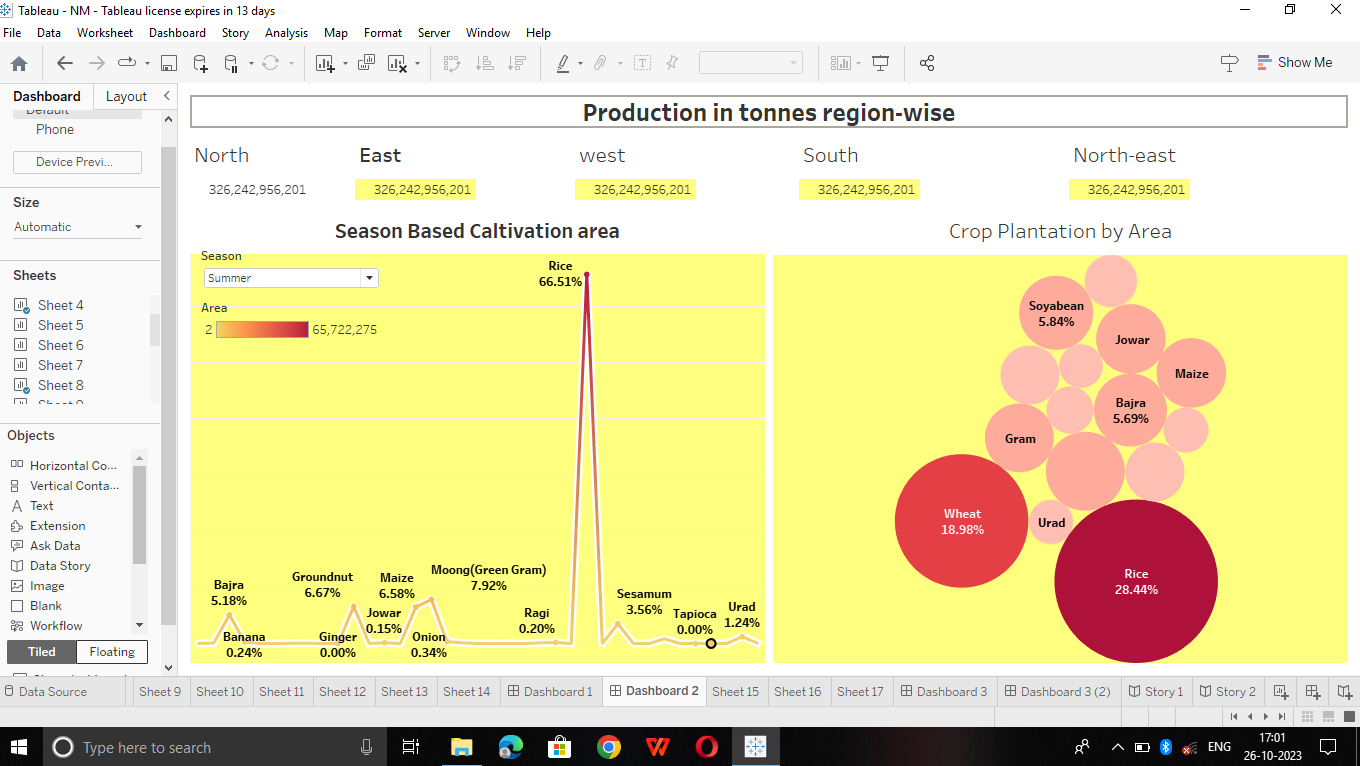 Tableau - NM - Tableau license expires in 13 days
File Data Worksheet Dashboard Story Analysis Map Format Server Window Help
Show Me
Dashboard Layout
Default
Phone
Device Previ...
Size
Automatic
Sheets
Sheet 4
Sheet 5
Sheet 6
Sheet 7
Sheet 8
Objects
Horizontal Co...
Vertical Conta...
Text
Extension
Ask Data
Data Story
Image
Blank
Workflow
Tiled Floating
Production in tonnes region-wise
North East west South North-east
326,242,956,201 326,242,956,201 326,242,956,201 326,242,956,201 326,242,956,201
Season Based Caltivation area
Season
Summer
Area
2 65,722,275
Rice
66.51%
Bajra
5.18%
Banana
0.24%
Groundnut
6.67%
Ginger
0.00%
Maize
6.58%
Jowar
0.15%
Onion
0.34%
Moong(Green Gram)
7.92%
Ragi
0.20%
Sesamum
3.56%
Tapioca
0.00%
Urad
1.24%
Crop Plantation by Area
Soyabean
5.84%
Jowar
Maize
Bajra
5.69%
Gram
Wheat
18.98%
Urad
Rice
28.44%
Data Source Sheet 9 Sheet 10 Sheet 11 Sheet 12 Sheet 13 Sheet 14 Dashboard 1 Dashboard 2 Sheet 15 Sheet 16 Sheet 17 Dashboard 3 Dashboard 3 (2) Story 1 Story 2
Type here to search
ENG
17:01
26-10-2023